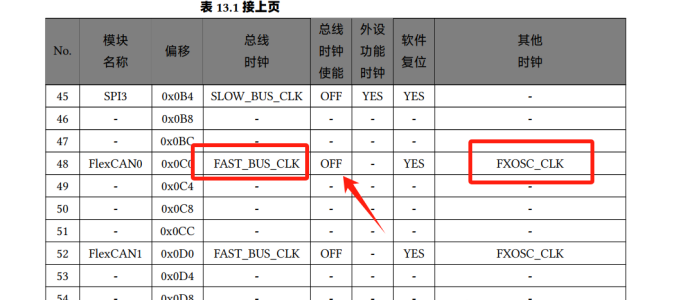 表 13.1 接上页
No. 模块名称 偏移 总线时钟 总线时钟使能 外设功能时钟 软件复位 其他时钟
45 SPI3 0x0B4 SLOW_BUS_CLK OFF YES YES -
46 - 0x0B8 - - - - -
47 - 0x0BC - - - - -
48 FlexCAN0 0x0C0 FAST_BUS_CLK OFF - YES FXOSC_CLK
49 - 0x0C4 - - - - -
50 - 0x0C8 - - - - -
51 - 0x0CC - - - - -
52 FlexCAN1 0x0D0 FAST_BUS_CLK OFF - YES FXOSC_CLK
53 - 0x0D4 - - - - -
54 - 0x0D8 - - - - -